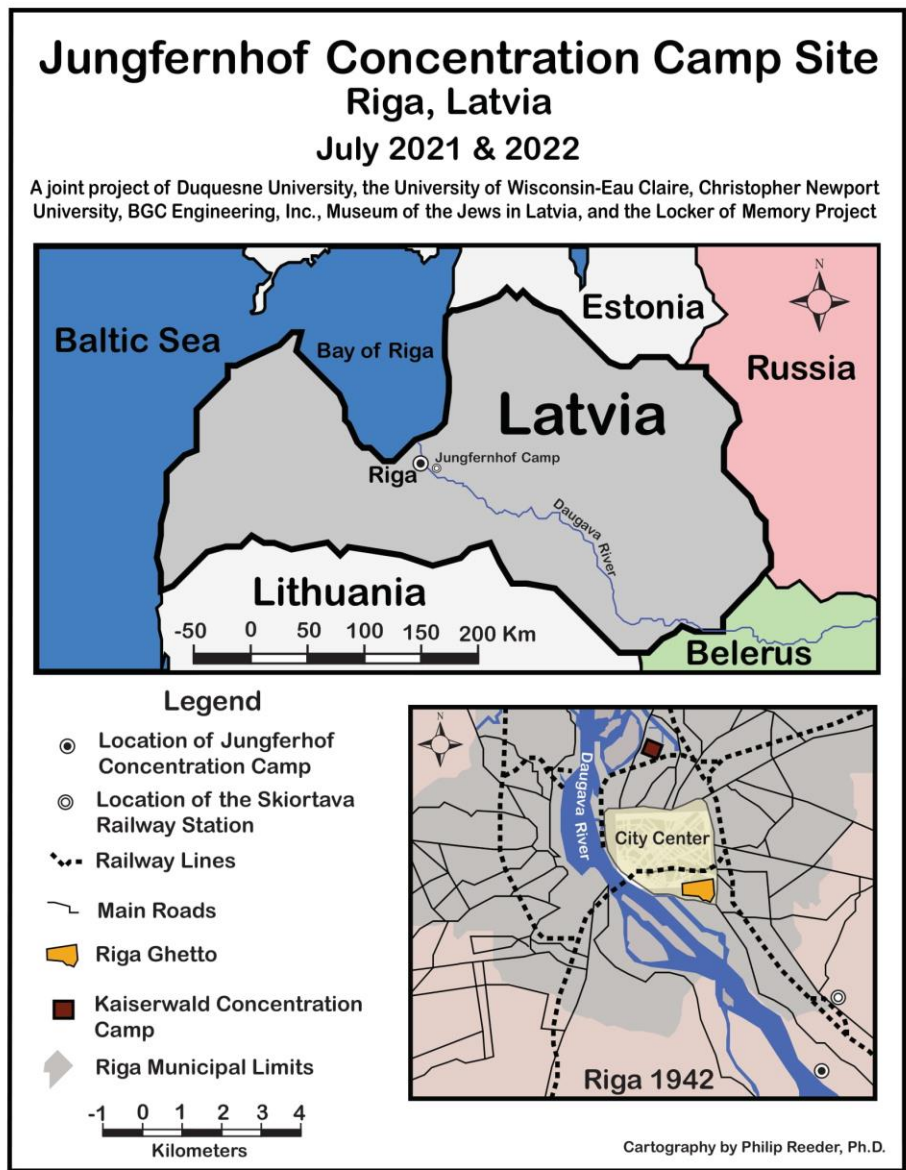 Jungfernhof Concentration Camp Site
Riga, Latvia
July 2021 & 2022
A joint project of Duquesne University, the University of Wisconsin-Eau Claire, Christopher Newport
University, BGC Engineering, Inc., Museum of the Jews in Latvia, and the Locker of Memory Project
N
Estonia
Baltic Sea
Bay of Riga
Russia
Latvia
Jungfernhof Camp
Riga
Daugava River
Lithuania
-50 0 50 100 150 200 Km
Belerus
Legend
Location of Jungferhof
Concentration Camp
Location of the Skiortava
Railway Station
Railway Lines
Main Roads
Riga Ghetto
Kaiserwald Concentration
Camp
Riga Municipal Limits
-1 0 1 2 3 4
Kilometers
N
Daugava River
City Center
Riga 1942
Cartography by Philip Reeder, Ph.D.